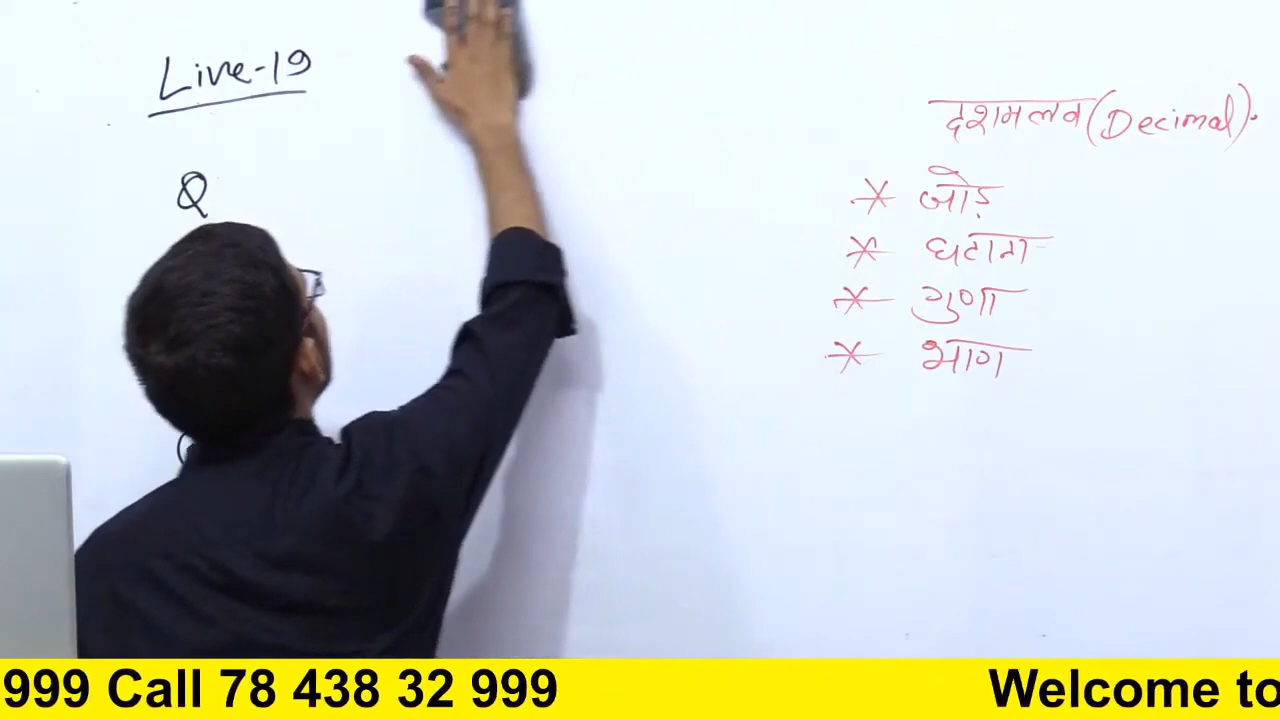 Live-19
Q
दशमलव (Decimal).
* जोड़
* घटाना
* गुणा
* भाग
999 Call 78 438 32 999 Welcome to